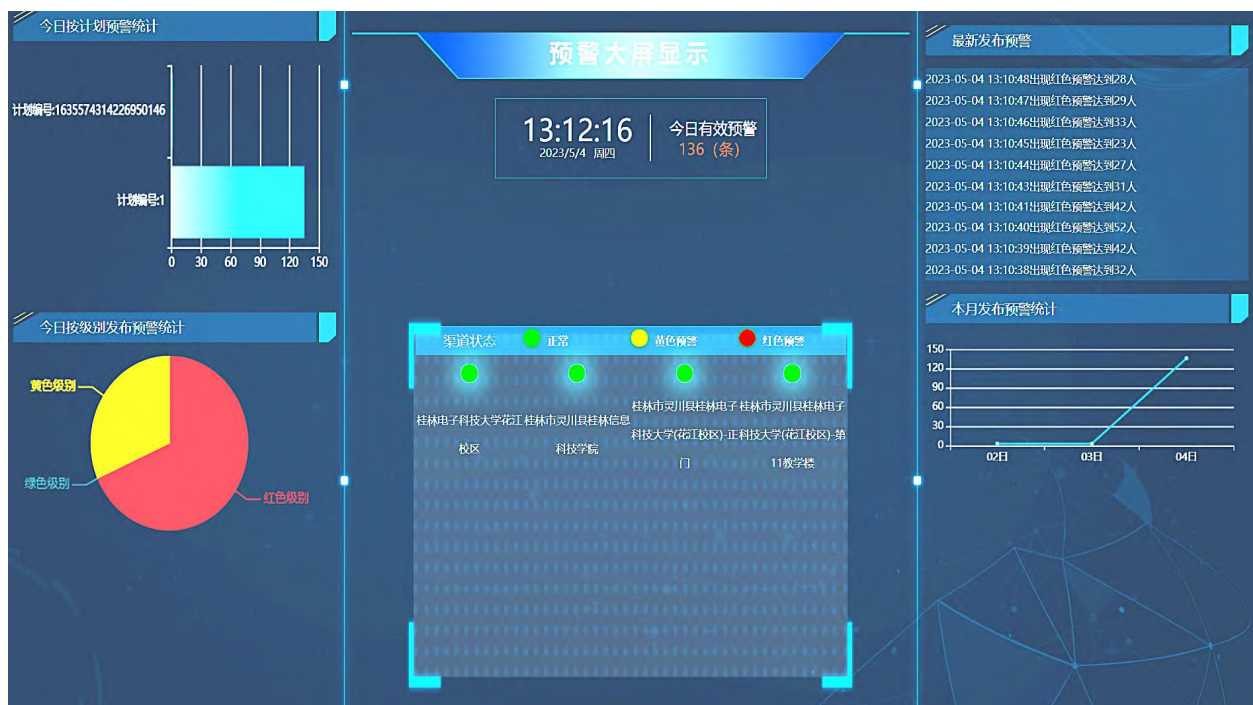 今日按计划预警统计
计划编号:1635574314226950146
计划编号:1
0 30 60 90 120 150
今日按级别发布预警统计
黄色级别
绿色级别
红色级别
预警大屏显示
13:12:16
2023/5/4 周四
今日有效预警
136 (条)
渠道状态 正常 黄色预警 红色预警
桂林电子科技大学花江
校区
桂林市灵川县桂林信息
科技学院
桂林市灵川县桂林电子
科技大学(花江校区)-正
门
桂林市灵川县桂林电子
科技大学(花江校区)-第
11教学楼
最新发布预警
2023-05-04 13:10:48出现红色预警达到28人
2023-05-04 13:10:47出现红色预警达到29人
2023-05-04 13:10:46出现红色预警达到33人
2023-05-04 13:10:45出现红色预警达到23人
2023-05-04 13:10:44出现红色预警达到27人
2023-05-04 13:10:43出现红色预警达到31人
2023-05-04 13:10:41出现红色预警达到42人
2023-05-04 13:10:40出现红色预警达到52人
2023-05-04 13:10:39出现红色预警达到42人
2023-05-04 13:10:38出现红色预警达到32人
本月发布预警统计
150
120
90
60
30
0
02日 03日 04日